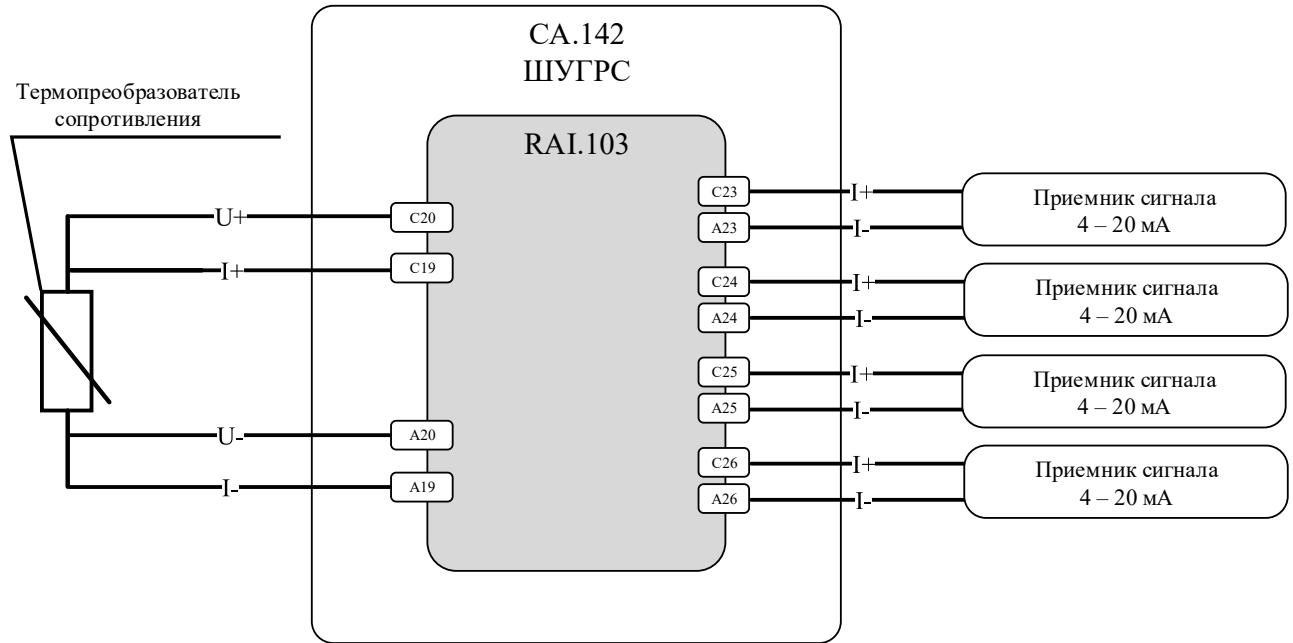 СА.142
ШУГРС
Термопреобразователь
сопротивления
RAI.103
U+
C20
I+
C19
U-
A20
I-
A19
C23
I+
A23
I-
Приемник сигнала
4 – 20 мА
C24
I+
A24
I-
Приемник сигнала
4 – 20 мА
C25
I+
A25
I-
Приемник сигнала
4 – 20 мА
C26
I+
A26
I-
Приемник сигнала
4 – 20 мА